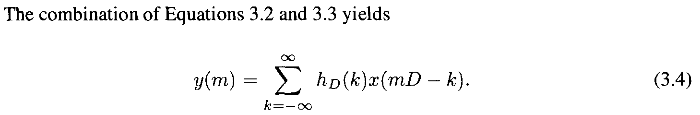 The combination of Equations 3.2 and 3.3 yields
y(m) = ∑_{k=-∞}^{∞} h_D(k)x(mD − k). (3.4)